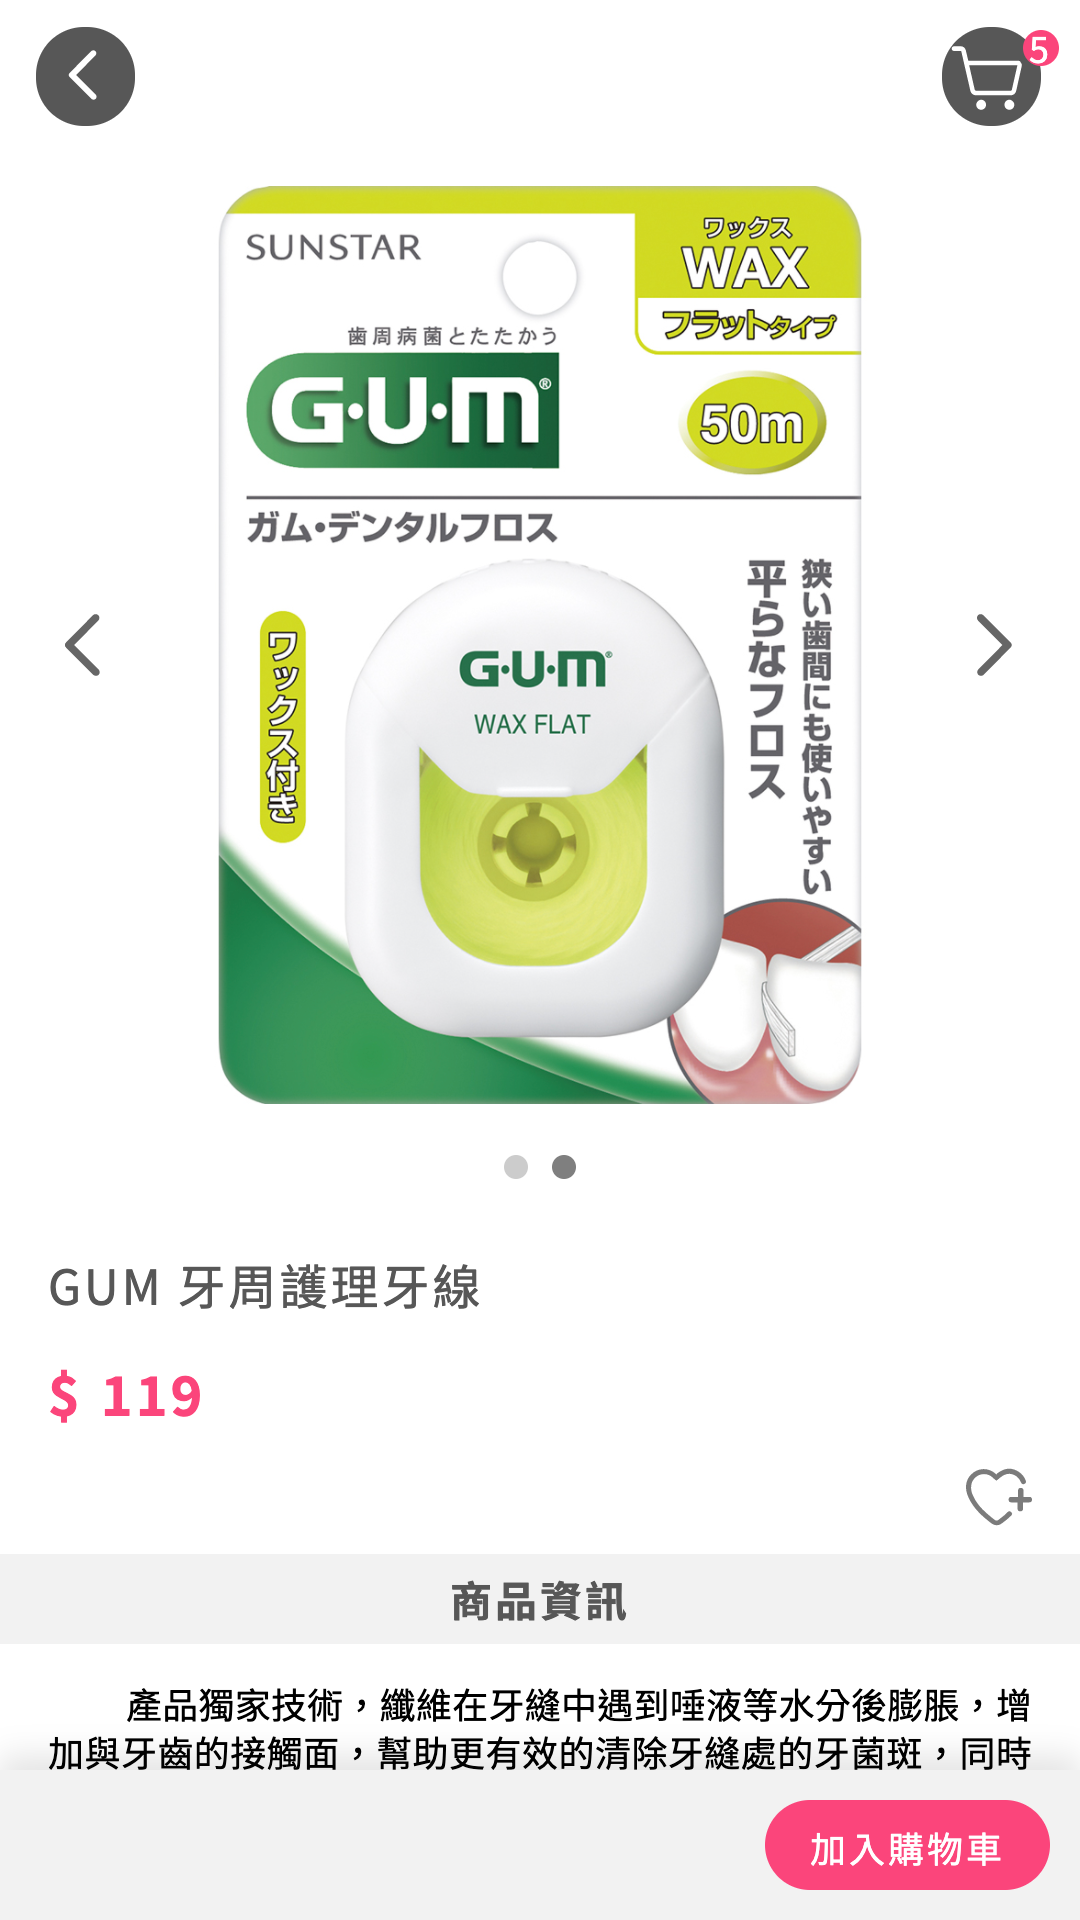 5
SUNSTAR
ワックス
WAX
フラットタイプ
歯周病菌とたたかう
G・U・M®
50m
ガム・デンタルフロス
狭い歯間にも使いやすい
平らなフロス
ワックス付き
G・U・M®
WAX FLAT
GUM 牙周護理牙線
$ 119
商品資訊
產品獨家技術，纖維在牙縫中遇到唾液等水分後膨脹，增
加與牙齒的接觸面，幫助更有效的清除牙縫處的牙菌斑，同時
加入購物車